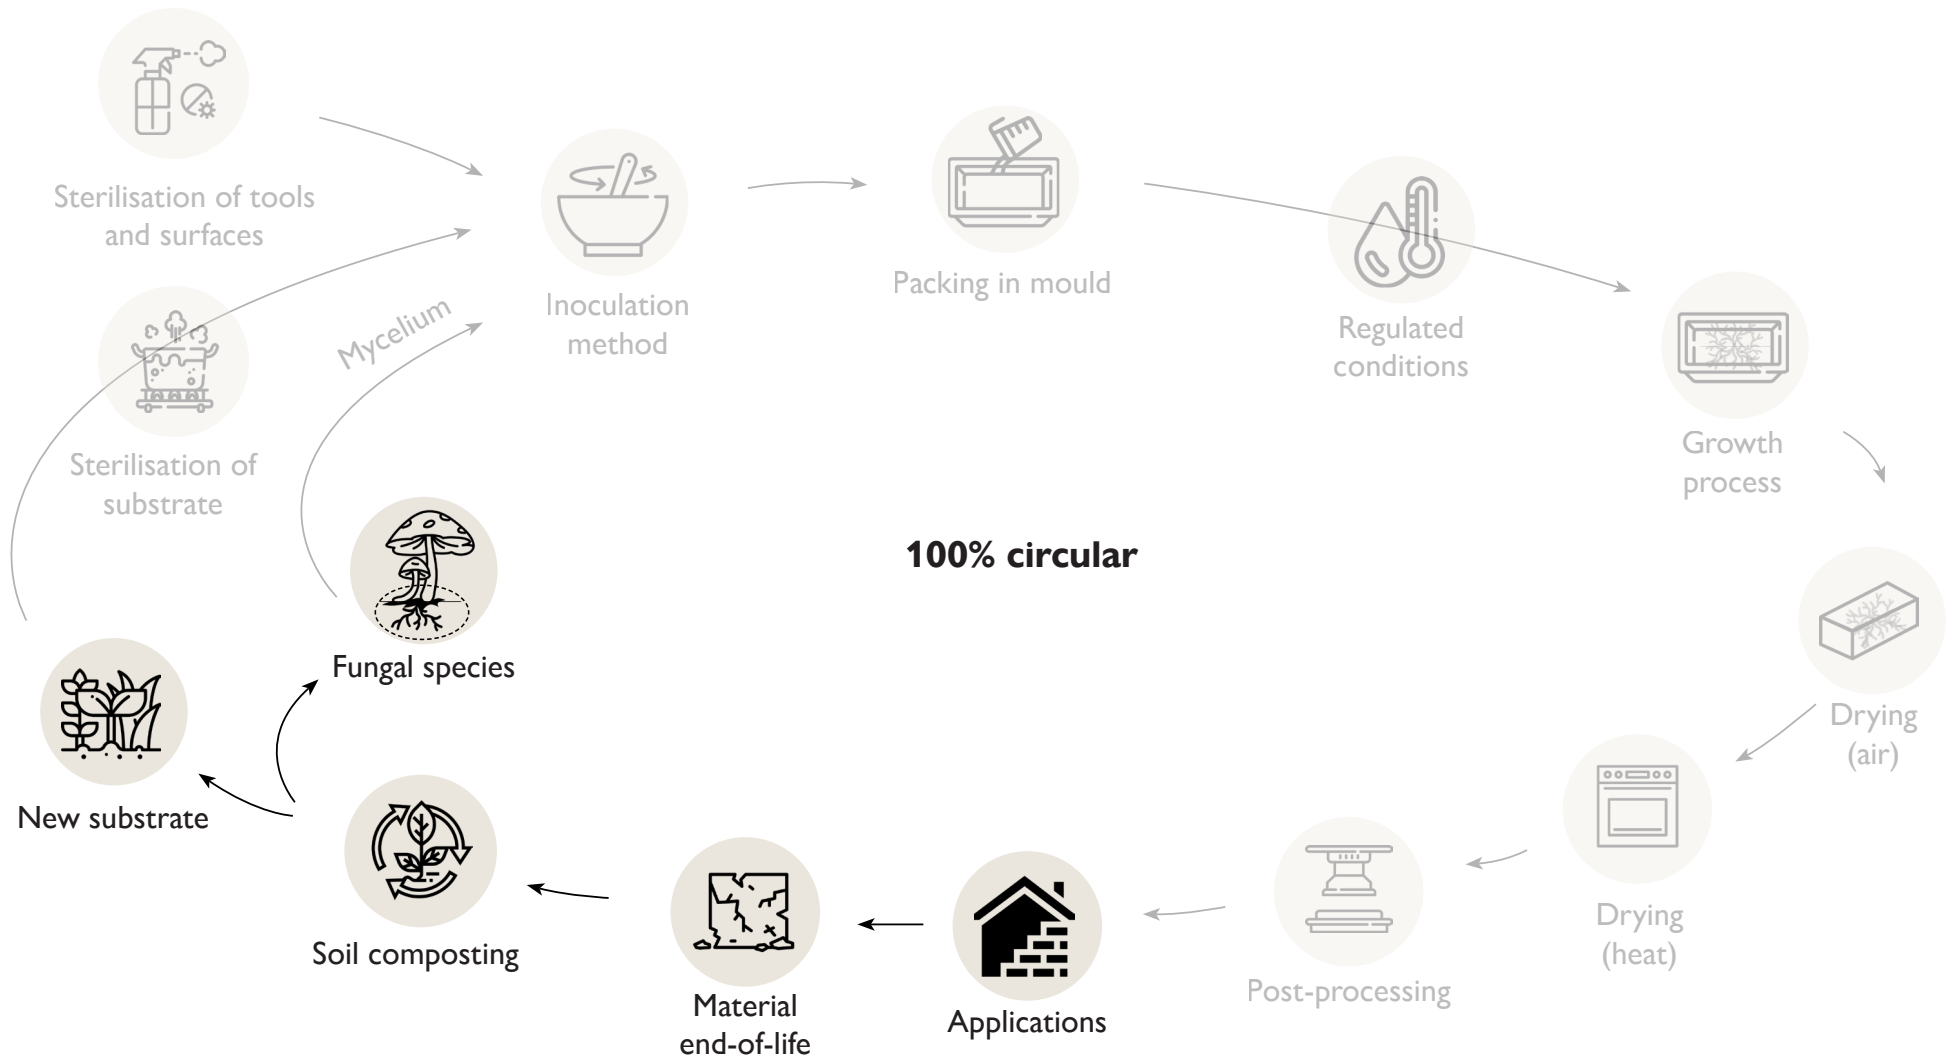 Sterilisation of tools
and surfaces
Inoculation
method
Packing in mould
Regulated
conditions
Growth
process
Mycelium
Sterilisation of
substrate
100% circular
Fungal species
New substrate
Drying
(air)
Drying
(heat)
Soil composting
Material
end-of-life
Applications
Post-processing